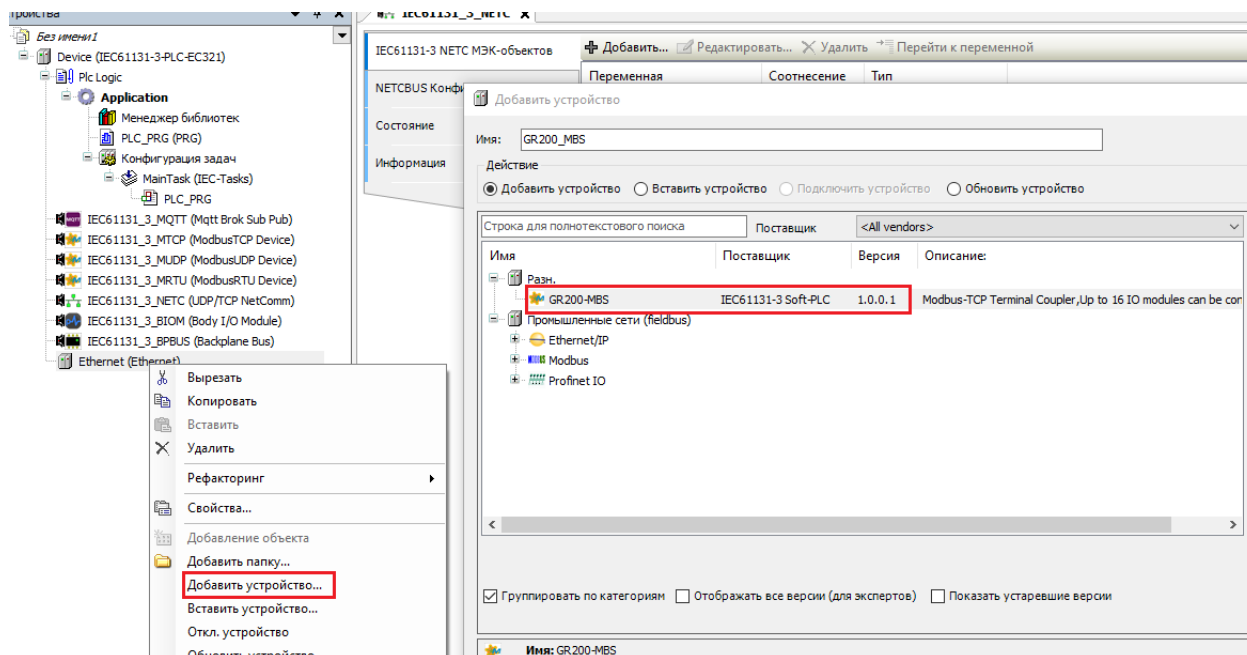 тройства
IEC61131_3_NETC X
Без имени1
Device (IEC61131-3-PLC-EC321)
Plc Logic
Application
Менеджер библиотек
PLC_PRG (PRG)
Конфигурация задач
MainTask (IEC-Tasks)
PLC_PRG
IEC61131_3_MQTT (Mqtt Brok Sub Pub)
IEC61131_3_MTCP (ModbusTCP Device)
IEC61131_3_MUDP (ModbusUDP Device)
IEC61131_3_MRTU (ModbusRTU Device)
IEC61131_3_NETC (UDP/TCP NetComm)
IEC61131_3_BIOM (Body I/O Module)
IEC61131_3_BPBUS (Backplane Bus)
Ethernet (Ethernet)
Вырезать
Копировать
Вставить
Удалить
Рефакторинг
Свойства...
Добавление объекта
Добавить папку...
Добавить устройство...
Вставить устройство...
Откл. устройство
Обновить устройство
IEC61131-3 NETC МЭК-объектов
NETCBUS Конфи
Состояние
Информация
Добавить... Редактировать... Удалить Перейти к переменной
Переменная Соотнесение Тип
Добавить устройство
Имя: GR200_MBS
Действие
Добавить устройство Вставить устройство Подключить устройство Обновить устройство
Строка для полнотекстового поиска Поставщик <All vendors>
Имя Поставщик Версия Описание:
Разн.
GR200-MBS IEC61131-3 Soft-PLC 1.0.0.1 Modbus-TCP Terminal Coupler,Up to 16 IO modules can be cor
Промышленные сети (fieldbus)
Ethernet/IP
Modbus
Profinet IO
Группировать по категориям Отображать все версии (для экспертов) Показать устаревшие версии
Имя: GR200-MBS